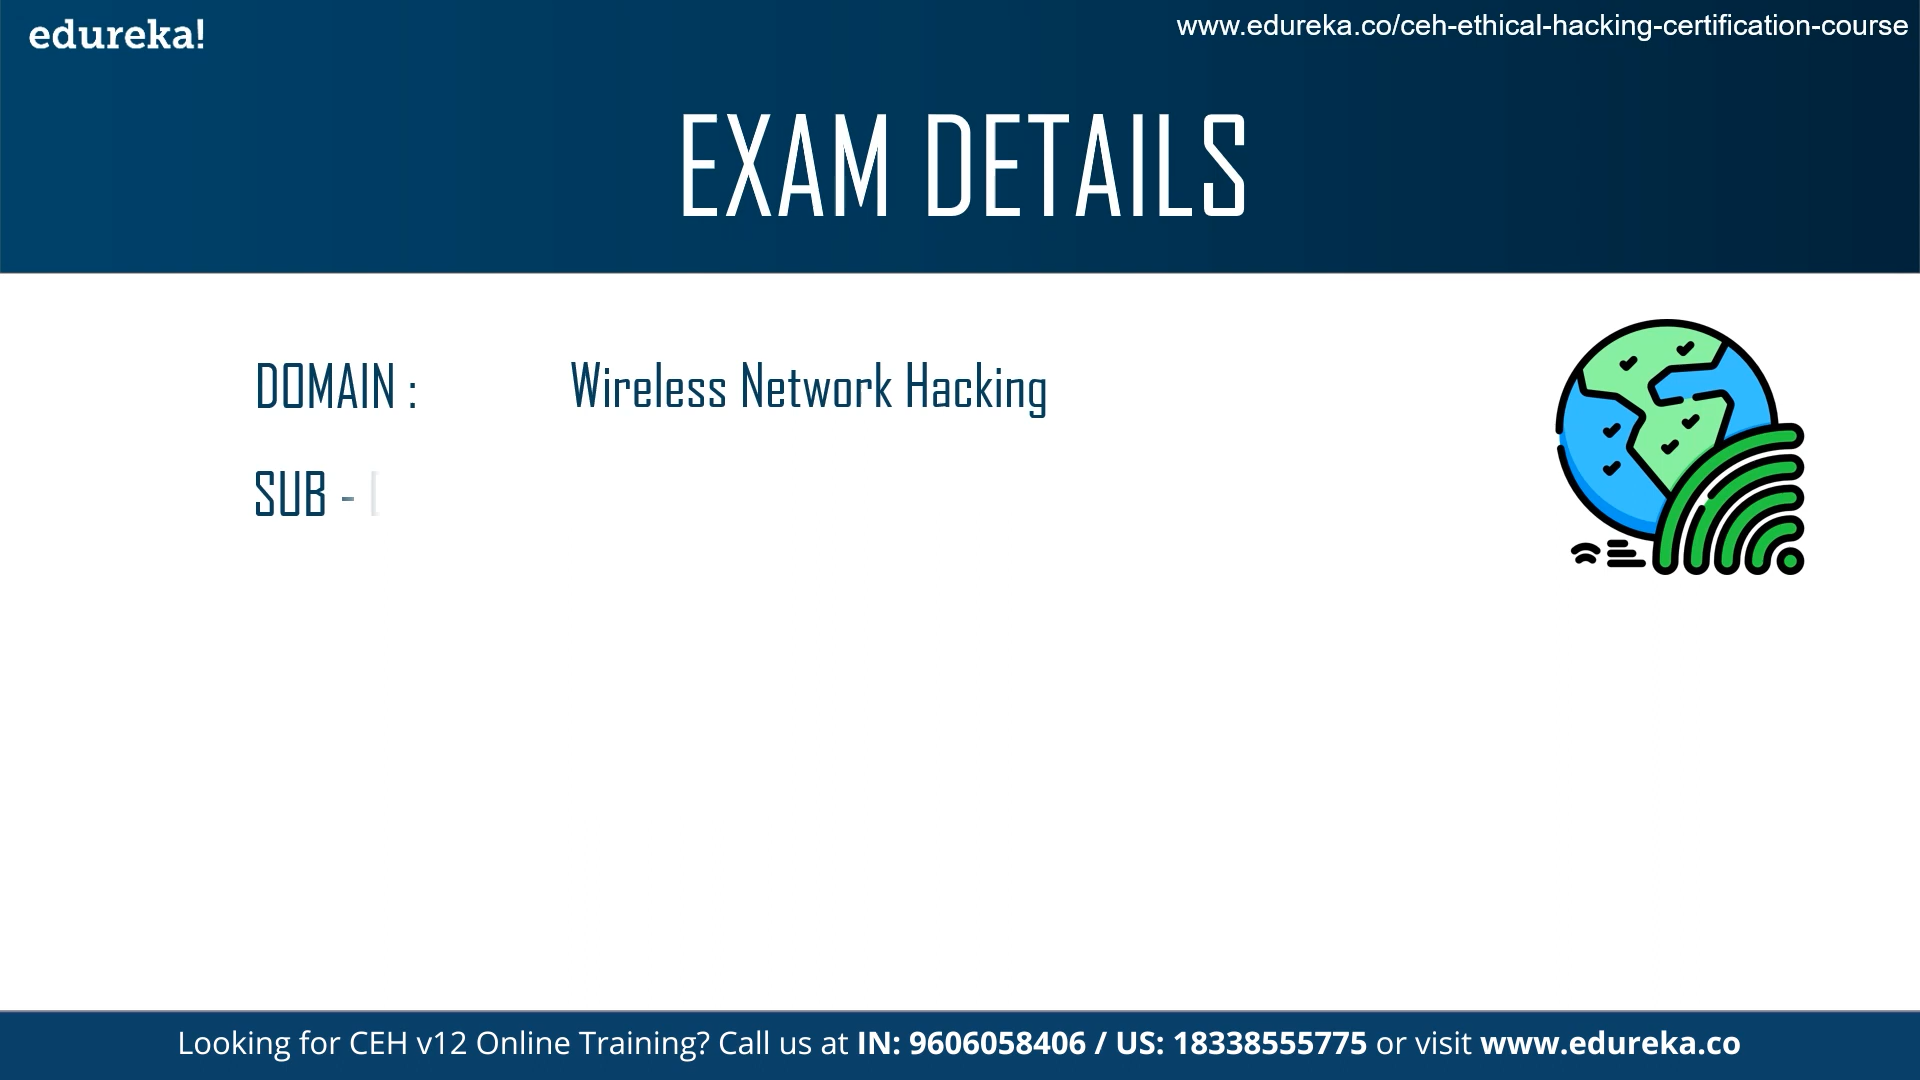 edureka!
www.edureka.co/ceh-ethical-hacking-certification-course
EXAM DETAILS
DOMAIN : Wireless Network Hacking
SUB -
Looking for CEH v12 Online Training? Call us at IN: 9606058406 / US: 18338555775 or visit www.edureka.co